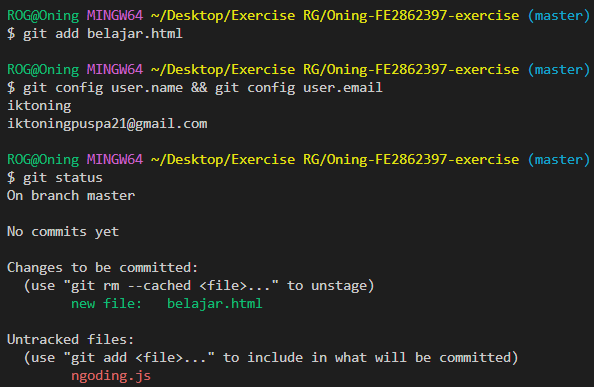 ROG@Oning MINGW64 ~/Desktop/Exercise RG/Oning-FE2862397-exercise (master)
$ git add belajar.html
ROG@Oning MINGW64 ~/Desktop/Exercise RG/Oning-FE2862397-exercise (master)
$ git config user.name && git config user.email
iktoning
iktoningpuspa21@gmail.com
ROG@Oning MINGW64 ~/Desktop/Exercise RG/Oning-FE2862397-exercise (master)
$ git status
On branch master
No commits yet
Changes to be committed:
(use "git rm --cached <file>..." to unstage)
new file:   belajar.html
Untracked files:
(use "git add <file>..." to include in what will be committed)
ngoding.js